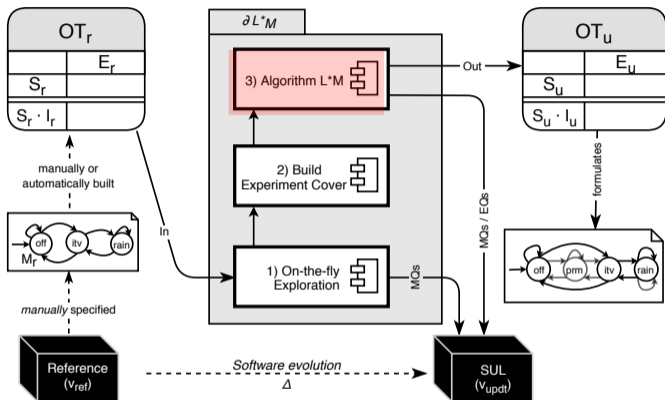 OTr
Er
Sr
Sr · Ir
manually or
automatically built
off
itv
rain
Mr
manually specified
Reference
(vref)
In
∂ L*M
3) Algorithm L*M
2) Build
Experiment Cover
1) On-the-fly
Exploration
Out
MQs
MQs / EQs
Software evolution
Δ
SUL
(vupdt)
OTu
Eu
Su
Su · Iu
formulates
off
prm
itv
rain